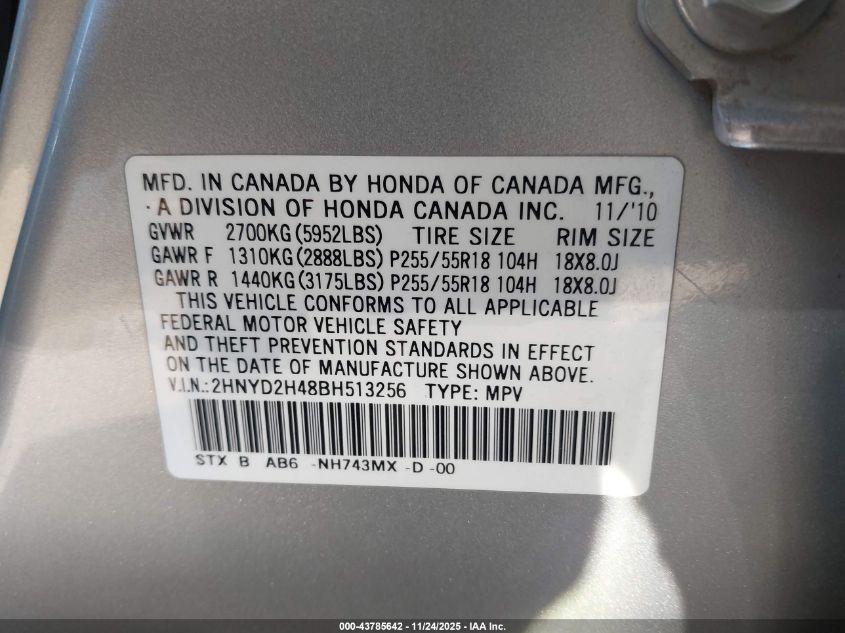 MFD. IN CANADA BY HONDA OF CANADA MFG.,
A DIVISION OF HONDA CANADA INC. 11/'10
GVWR 2700KG(5952LBS) TIRE SIZE RIM SIZE
GAWR F 1310KG(2888LBS) P255/55R18 104H 18X8.0J
GAWR R 1440KG(3175LBS) P255/55R18 104H 18X8.0J
THIS VEHICLE CONFORMS TO ALL APPLICABLE
FEDERAL MOTOR VEHICLE SAFETY
AND THEFT PREVENTION STANDARDS IN EFFECT
ON THE DATE OF MANUFACTURE SHOWN ABOVE.
V.I.N.:2HNYD2H48BH513256 TYPE: MPV
STX B AB6 -NH743MX -D -00
000-43785642 - 11/24/2025 - IAA Inc.